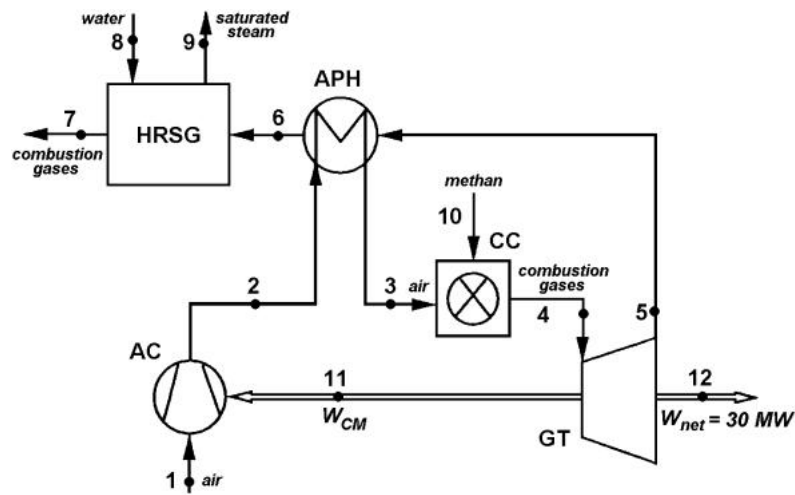 water
8
9
saturated
steam
APH
7
HRSG
6
combustion
gases
methan
10
CC
2
3
air
combustion
gases
4
5
AC
11
W_CM
GT
12
W_net = 30 MW
1
air